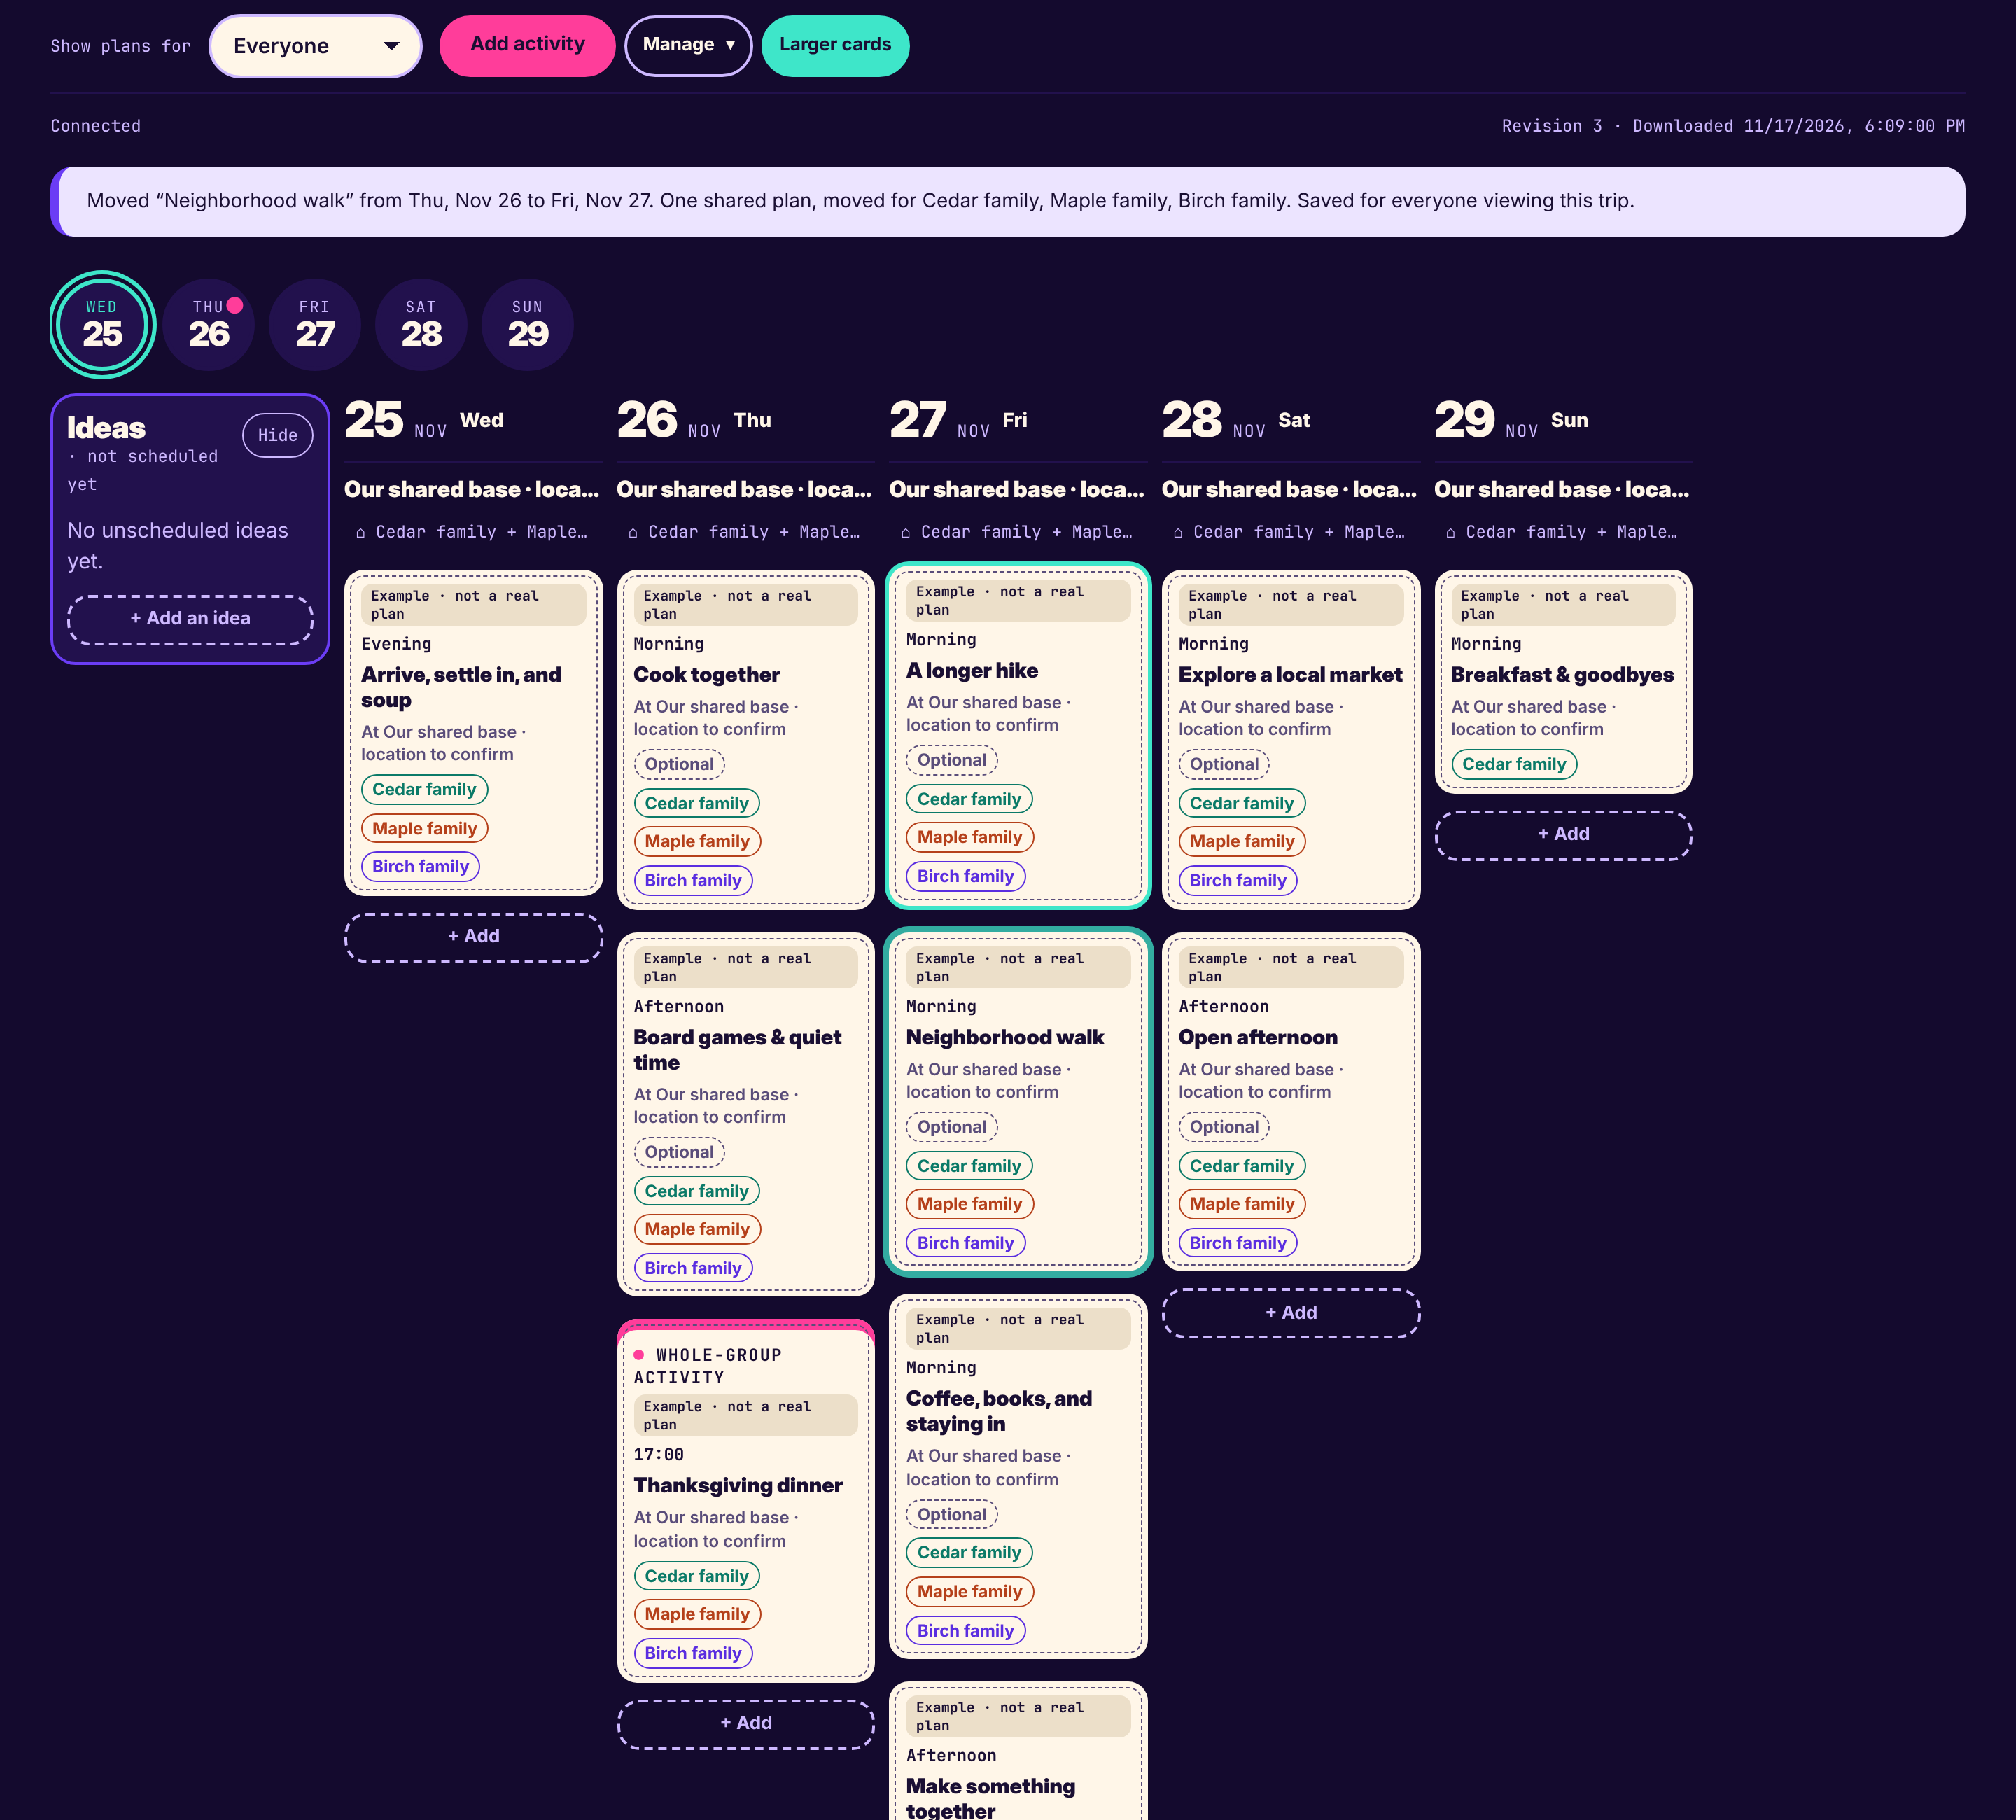 Show plans for
Everyone
Add activity
Manage ▼
Larger cards
Connected
Revision 3 · Downloaded 11/17/2026, 6:09:00 PM
Moved “Neighborhood walk” from Thu, Nov 26 to Fri, Nov 27. One shared plan, moved for Cedar family, Maple family, Birch family. Saved for everyone viewing this trip.
WED
25
THU
26
FRI
27
SAT
28
SUN
29
Ideas
· not scheduled
yet
Hide
No unscheduled ideas
yet.
+ Add an idea
25 NOV Wed
Our shared base · loca...
⌂ Cedar family + Maple…
Example · not a real
plan
Evening
Arrive, settle in, and
soup
At Our shared base ·
location to confirm
Cedar family
Maple family
Birch family
+ Add
26 NOV Thu
Our shared base · loca...
⌂ Cedar family + Maple…
Example · not a real
plan
Morning
Cook together
At Our shared base ·
location to confirm
Optional
Cedar family
Maple family
Birch family
Example · not a real
plan
Afternoon
Board games & quiet
time
At Our shared base ·
location to confirm
Optional
Cedar family
Maple family
Birch family
WHOLE-GROUP
ACTIVITY
Example · not a real
plan
17:00
Thanksgiving dinner
At Our shared base ·
location to confirm
Cedar family
Maple family
Birch family
+ Add
27 NOV Fri
Our shared base · loca...
⌂ Cedar family + Maple…
Example · not a real
plan
Morning
A longer hike
At Our shared base ·
location to confirm
Optional
Cedar family
Maple family
Birch family
Example · not a real
plan
Morning
Neighborhood walk
At Our shared base ·
location to confirm
Optional
Cedar family
Maple family
Birch family
Example · not a real
plan
Morning
Coffee, books, and
staying in
At Our shared base ·
location to confirm
Optional
Cedar family
Maple family
Birch family
Example · not a real
plan
Afternoon
Make something
together
28 NOV Sat
Our shared base · loca...
⌂ Cedar family + Maple…
Example · not a real
plan
Morning
Explore a local market
At Our shared base ·
location to confirm
Optional
Cedar family
Maple family
Birch family
Example · not a real
plan
Afternoon
Open afternoon
At Our shared base ·
location to confirm
Optional
Cedar family
Maple family
Birch family
+ Add
29 NOV Sun
Our shared base · loca...
⌂ Cedar family + Maple…
Example · not a real
plan
Morning
Breakfast & goodbyes
At Our shared base ·
location to confirm
Cedar family
+ Add